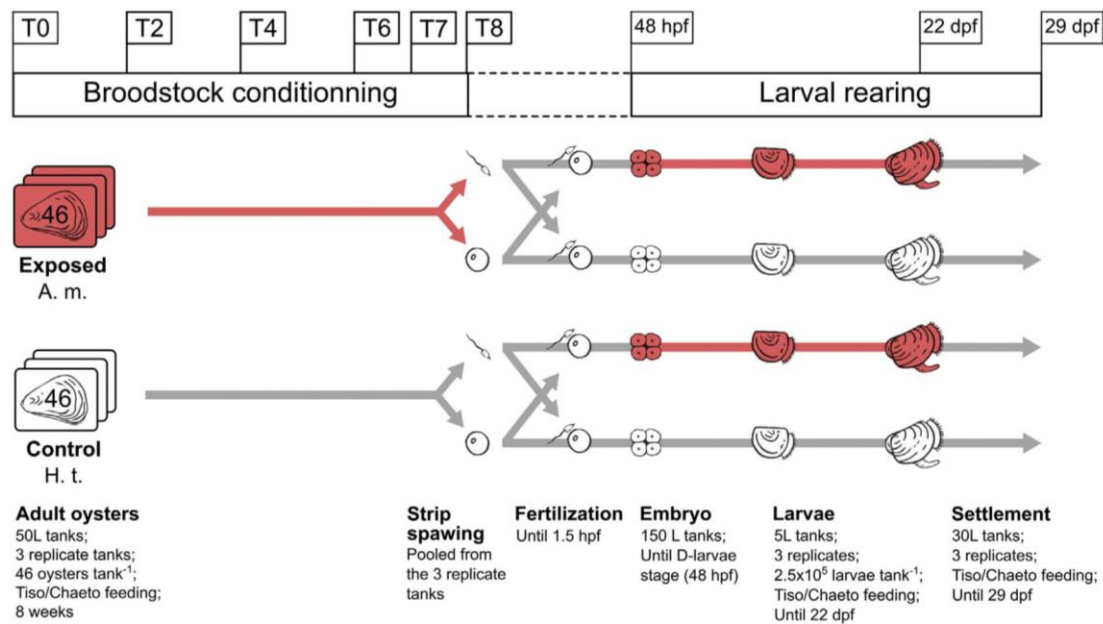 T0 T2 T4 T6 T7 T8 48 hpf 22 dpf 29 dpf
Broodstock conditionning Larval rearing
46
Exposed
A. m.
46
Control
H. t.
Adult oysters
50L tanks;
3 replicate tanks;
46 oysters tank⁻¹;
Tiso/Chaeto feeding;
8 weeks
Strip
spawing
Pooled from
the 3 replicate
tanks
Fertilization
Until 1.5 hpf
Embryo
150 L tanks;
Until D-larvae
stage (48 hpf)
Larvae
5L tanks;
3 replicates;
2.5x10⁵ larvae tank⁻¹;
Tiso/Chaeto feeding;
Until 22 dpf
Settlement
30L tanks;
3 replicates;
Tiso/Chaeto feeding;
Until 29 dpf